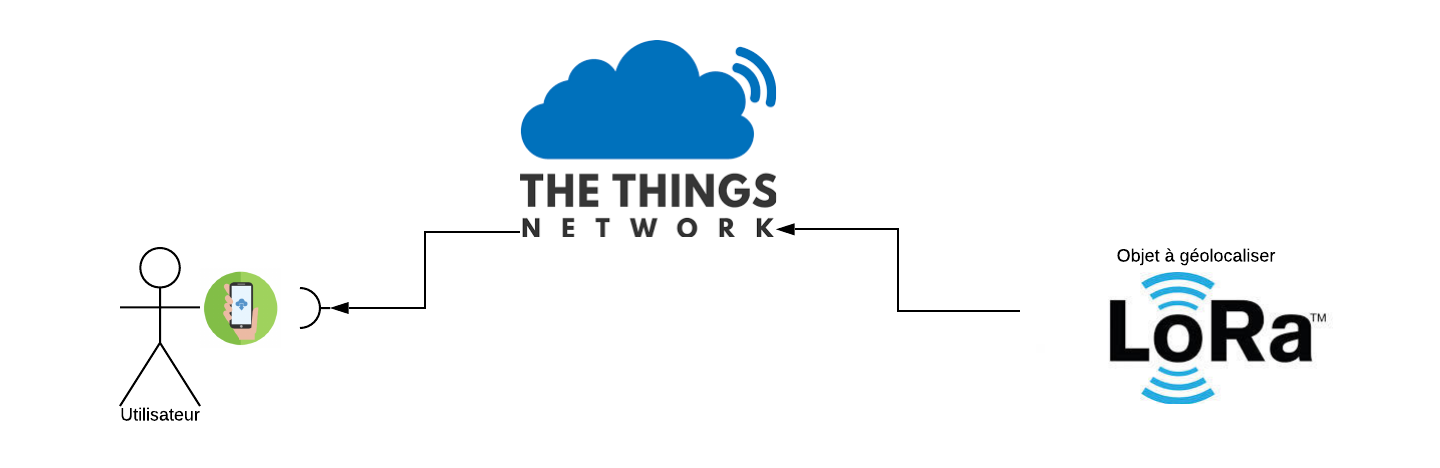 THE THINGS
NETWORK
Objet à géolocaliser
LoRa™
Utilisateur